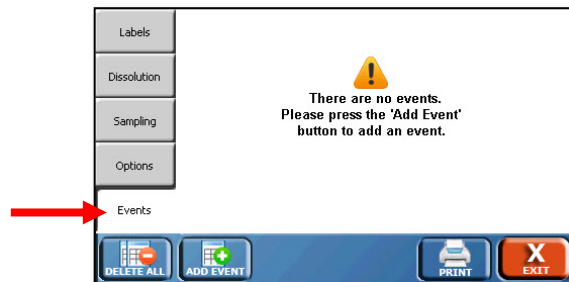 Labels
Dissolution
Sampling
Options
Events
There are no events.
Please press the 'Add Event'
button to add an event.
DELETE ALL
ADD EVENT
PRINT
X
EXIT